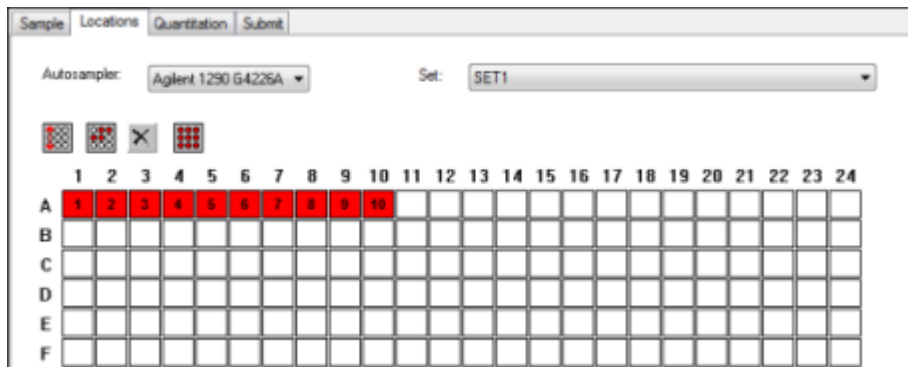 Sample Locations Quantitation Submit
Autosampler: Agilent 1290 G4226A Set: SET1
1 2 3 4 5 6 7 8 9 10 11 12 13 14 15 16 17 18 19 20 21 22 23 24
A 1 2 3 4 5 6 7 8 9 10
B
C
D
E
F